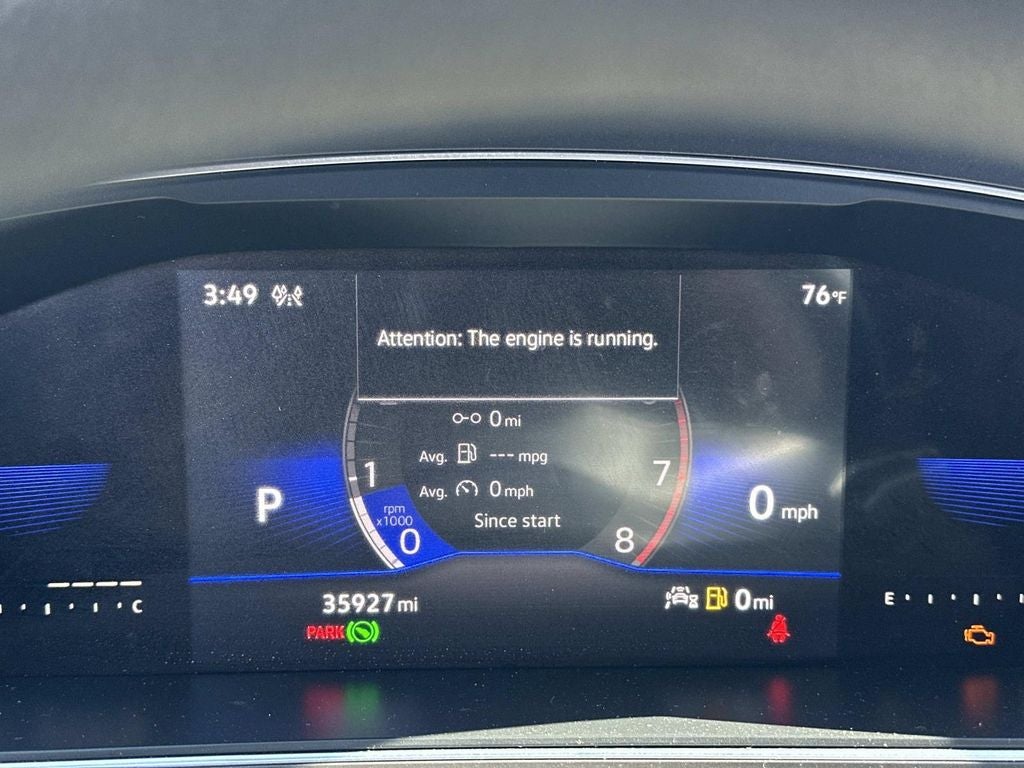 3:49
76°F
Attention: The engine is running.
0 mi
Avg. --- mpg
Avg. 0 mph
Since start
1
7
rpm
x1000
0
8
P
0 mph
C
35927 mi
0 mi
E
PARK